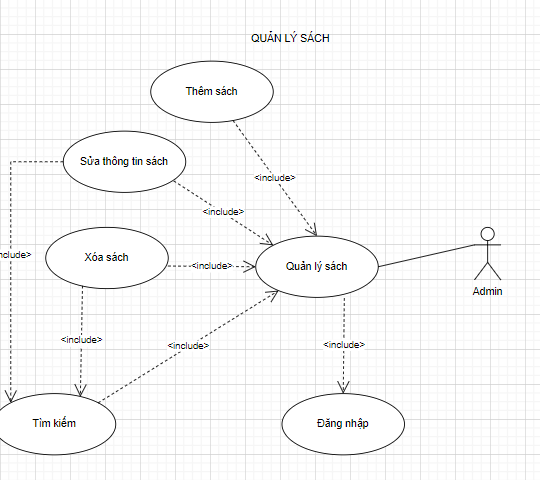 QUẢN LÝ SÁCH
Thêm sách
Sửa thông tin sách
<include>
<include>
Xóa sách
nclude>
<include>
Quản lý sách
Admin
<include>
<include>
<include>
Tìm kiếm
Đăng nhập